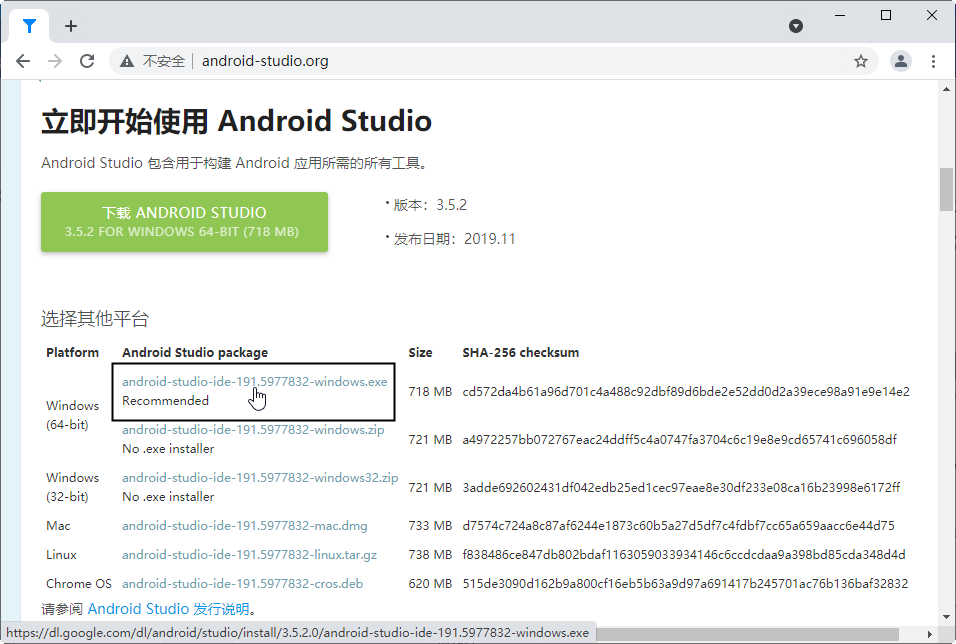 不安全 android-studio.org
立即开始使用 Android Studio
Android Studio 包含用于构建 Android 应用所需的所有工具。
下载 ANDROID STUDIO
3.5.2 FOR WINDOWS 64-BIT (718 MB)
• 版本：3.5.2
• 发布日期：2019.11
选择其他平台
Platform Android Studio package Size SHA-256 checksum
Windows
(64-bit)
android-studio-ide-191.5977832-windows.exe
Recommended
718 MB cd572da4b61a96d701c4a488c92dbf89d6bde2e52dd0d2a39ece98a91e9e14e2
android-studio-ide-191.5977832-windows.zip
No .exe installer
721 MB a4972257bb072767eac24ddff5c4a0747fa3704c6c19e8e9cd65741c696058df
Windows
(32-bit)
android-studio-ide-191.5977832-windows32.zip
No .exe installer
721 MB 3adde692602431df042edb25ed1cec97eae8e30df233e08ca16b23998e6172ff
Mac android-studio-ide-191.5977832-mac.dmg 733 MB d7574c724a8c87af6244e1873c60b5a27d5df7c4fdbf7cc65a659aacc6e44d75
Linux android-studio-ide-191.5977832-linux.tar.gz 738 MB f838486ce847db802bdaf1163059033934146c6ccdcdaa9a398bd85cda348d4d
Chrome OS android-studio-ide-191.5977832-cros.deb 620 MB 515de3090d162b9a800cf16eb5b63a9d97a691417b245701ac76b136baf32832
请参阅 Android Studio 发行说明。
https://dl.google.com/dl/android/studio/install/3.5.2.0/android-studio-ide-191.5977832-windows.exe